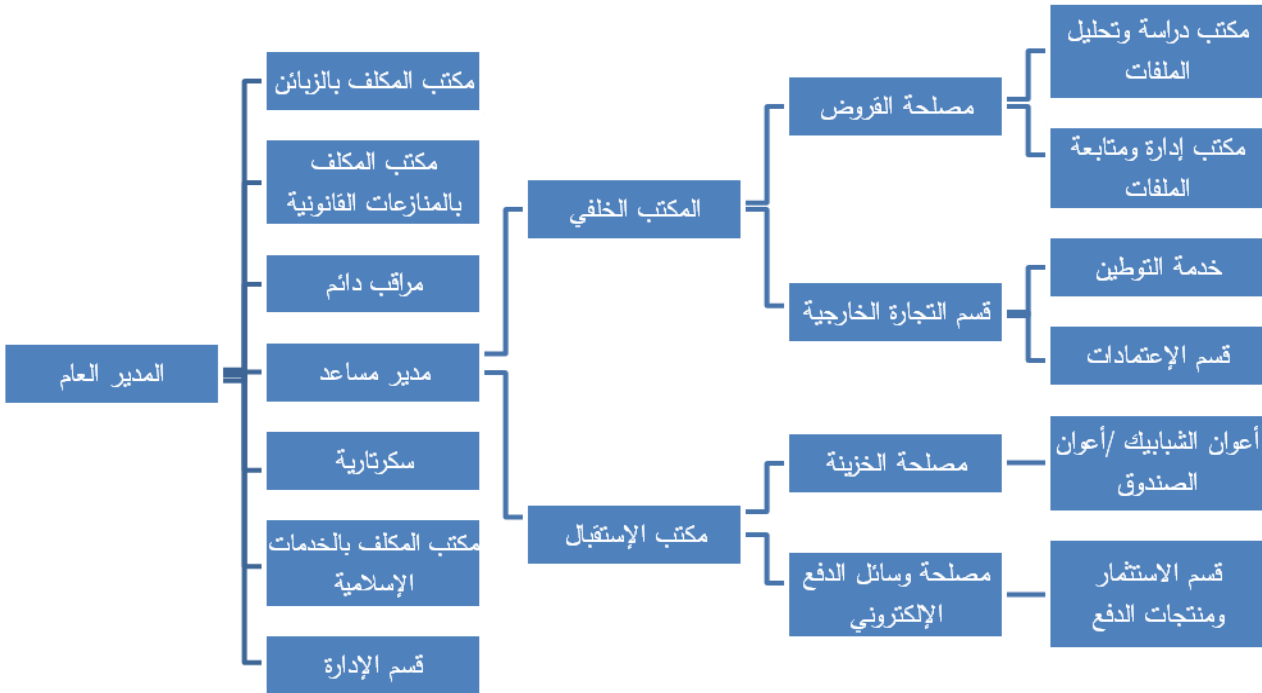 المدير العام
مكتب المكلف بالزبائن
مكتب المكلف
بالمنازعات القانونية
مراقب دائم
مدير مساعد
سكرتارية
مكتب المكلف بالخدمات
الإسلامية
قسم الإدارة
المكتب الخلفي
مكتب الإستقبال
مصلحة القروض
قسم التجارة الخارجية
مصلحة الخزينة
مصلحة وسائل الدفع
الإلكتروني
مكتب دراسة وتحليل
الملفات
مكتب إدارة ومتابعة
الملفات
خدمة التوطين
قسم الإعتمادات
أعوان الشبابيك /أعوان
الصندوق
قسم الاستثمار
ومنتجات الدفع